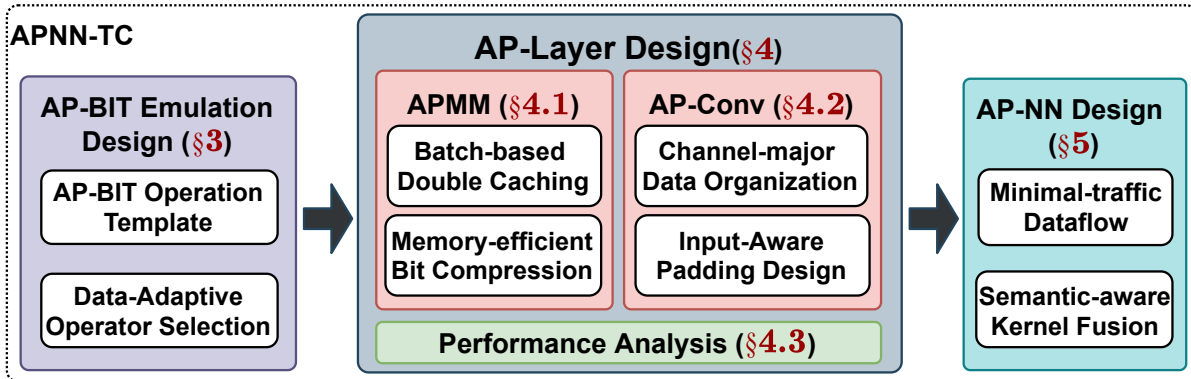 APNN-TC
AP-BIT Emulation
Design (§3)
AP-BIT Operation
Template
Data-Adaptive
Operator Selection
AP-Layer Design(§4)
APMM (§4.1)
Batch-based
Double Caching
Memory-efficient
Bit Compression
AP-Conv (§4.2)
Channel-major
Data Organization
Input-Aware
Padding Design
Performance Analysis (§4.3)
AP-NN Design
(§5)
Minimal-traffic
Dataflow
Semantic-aware
Kernel Fusion